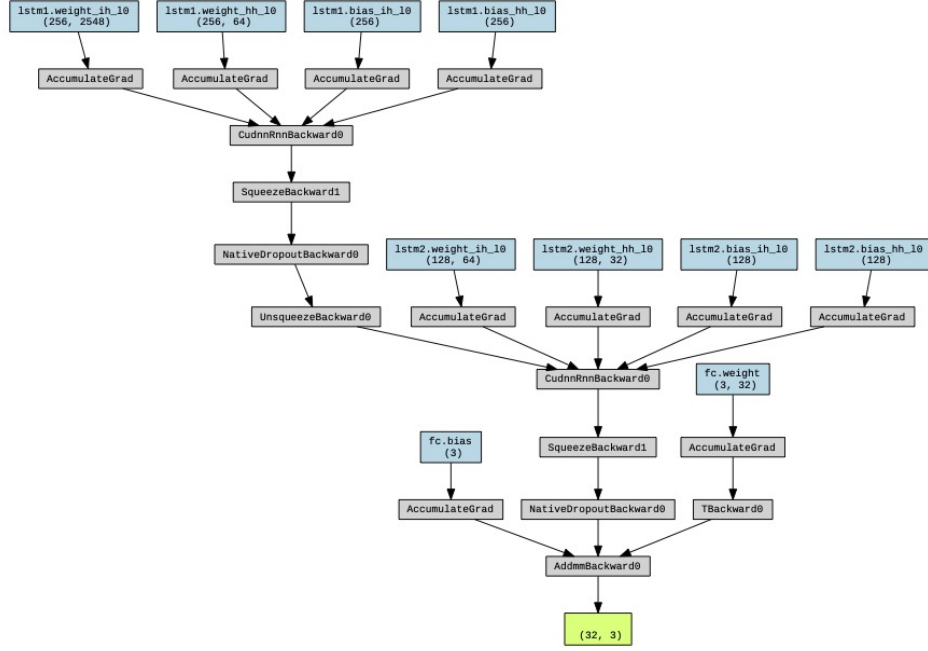 lstm1.weight_ih_l0
(256, 2548)
lstm1.weight_hh_l0
(256, 64)
lstm1.bias_ih_l0
(256)
lstm1.bias_hh_l0
(256)
AccumulateGrad
AccumulateGrad
AccumulateGrad
AccumulateGrad
CudnnRnnBackward0
SqueezeBackward1
NativeDropoutBackward0
lstm2.weight_ih_l0
(128, 64)
lstm2.weight_hh_l0
(128, 32)
lstm2.bias_ih_l0
(128)
lstm2.bias_hh_l0
(128)
UnsqueezeBackward0
AccumulateGrad
AccumulateGrad
AccumulateGrad
AccumulateGrad
CudnnRnnBackward0
fc.weight
(3, 32)
fc.bias
(3)
SqueezeBackward1
AccumulateGrad
AccumulateGrad
NativeDropoutBackward0
TBackward0
AddmmBackward0
(32, 3)